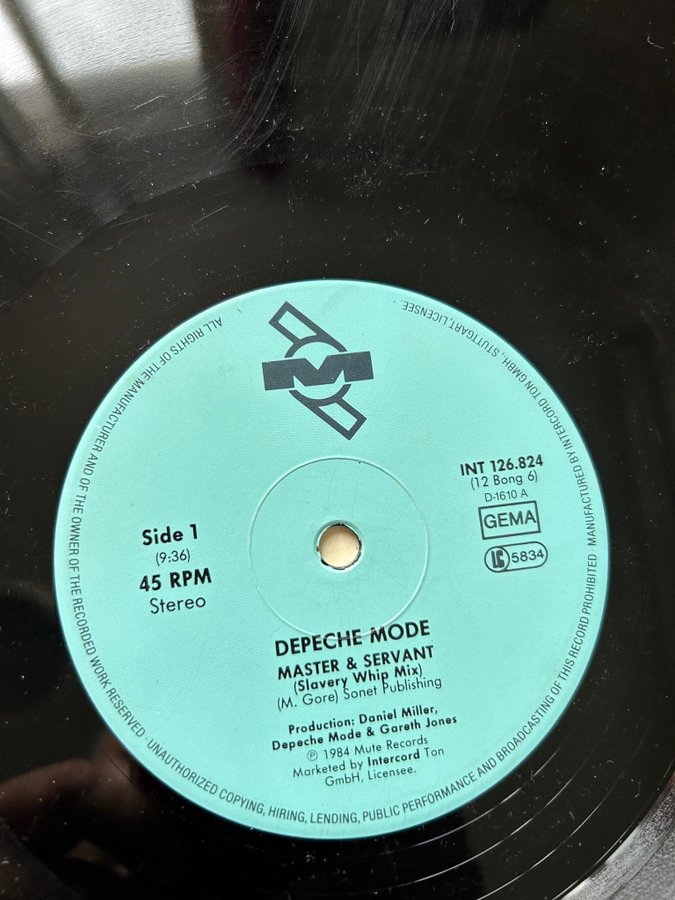 M
INT 126.824
(12 Bong 6)
D-1610 A
GEMA
LC 5834
Side 1
(9:36)
45 RPM
Stereo
DEPECHE MODE
MASTER & SERVANT
(Slavery Whip Mix)
(M. Gore) Sonet Publishing
Production: Daniel Miller,
Depeche Mode & Gareth Jones
℗ 1984 Mute Records
Marketed by Intercord Ton
GmbH, Licensee.
ALL RIGHTS OF THE MANUFACTURER AND OF THE OWNER OF THE RECORDED WORK RESERVED · UNAUTHORIZED COPYING, HIRING, LENDING, PUBLIC PERFORMANCE AND BROADCASTING OF THIS RECORD PROHIBITED · MANUFACTURED BY INTERCORD TON GMBH, STUTTGART, LICENSEE.